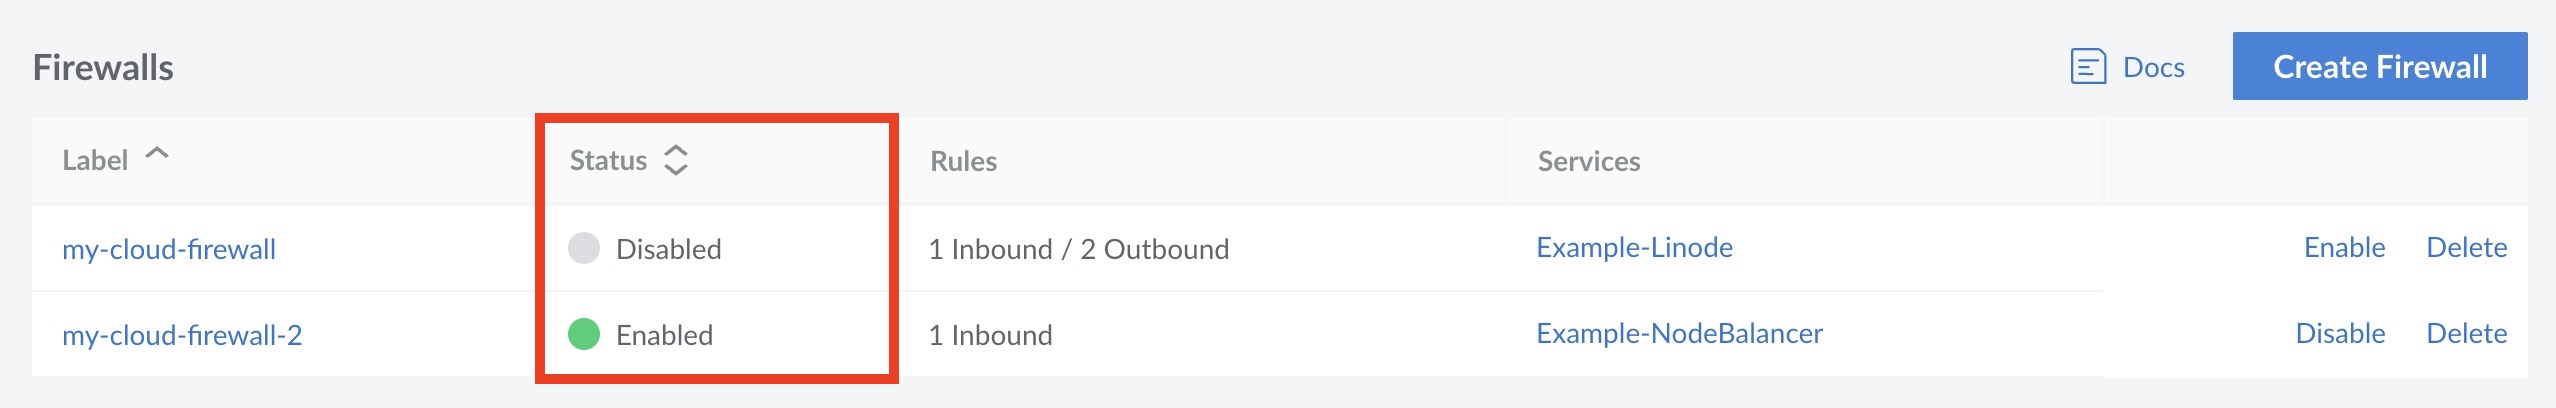 Firewalls Docs Create Firewall
Label Status Rules Services
my-cloud-firewall Disabled 1 Inbound / 2 Outbound Example-Linode Enable Delete
my-cloud-firewall-2 Enabled 1 Inbound Example-NodeBalancer Disable Delete